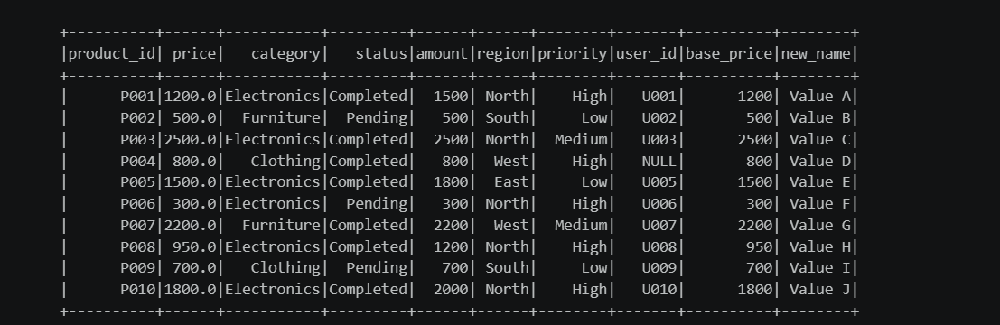 +----------+------+-----------+---------+------+------+--------+-------+----------+--------+
|product_id| price|   category|   status|amount|region|priority|user_id|base_price|new_name|
+----------+------+-----------+---------+------+------+--------+-------+----------+--------+
|      P001|1200.0|Electronics|Completed|  1500| North|    High|   U001|      1200| Value A|
|      P002| 500.0|  Furniture|  Pending|   500| South|     Low|   U002|       500| Value B|
|      P003|2500.0|Electronics|Completed|  2500| North|  Medium|   U003|      2500| Value C|
|      P004| 800.0|   Clothing|Completed|   800|  West|    High|   NULL|       800| Value D|
|      P005|1500.0|Electronics|Completed|  1800|  East|     Low|   U005|      1500| Value E|
|      P006| 300.0|Electronics|  Pending|   300| North|    High|   U006|       300| Value F|
|      P007|2200.0|  Furniture|Completed|  2200|  West|  Medium|   U007|      2200| Value G|
|      P008| 950.0|Electronics|Completed|  1200| North|    High|   U008|       950| Value H|
|      P009| 700.0|   Clothing|  Pending|   700| South|     Low|   U009|       700| Value I|
|      P010|1800.0|Electronics|Completed|  2000| North|    High|   U010|      1800| Value J|
+----------+------+-----------+---------+------+------+--------+-------+----------+--------+